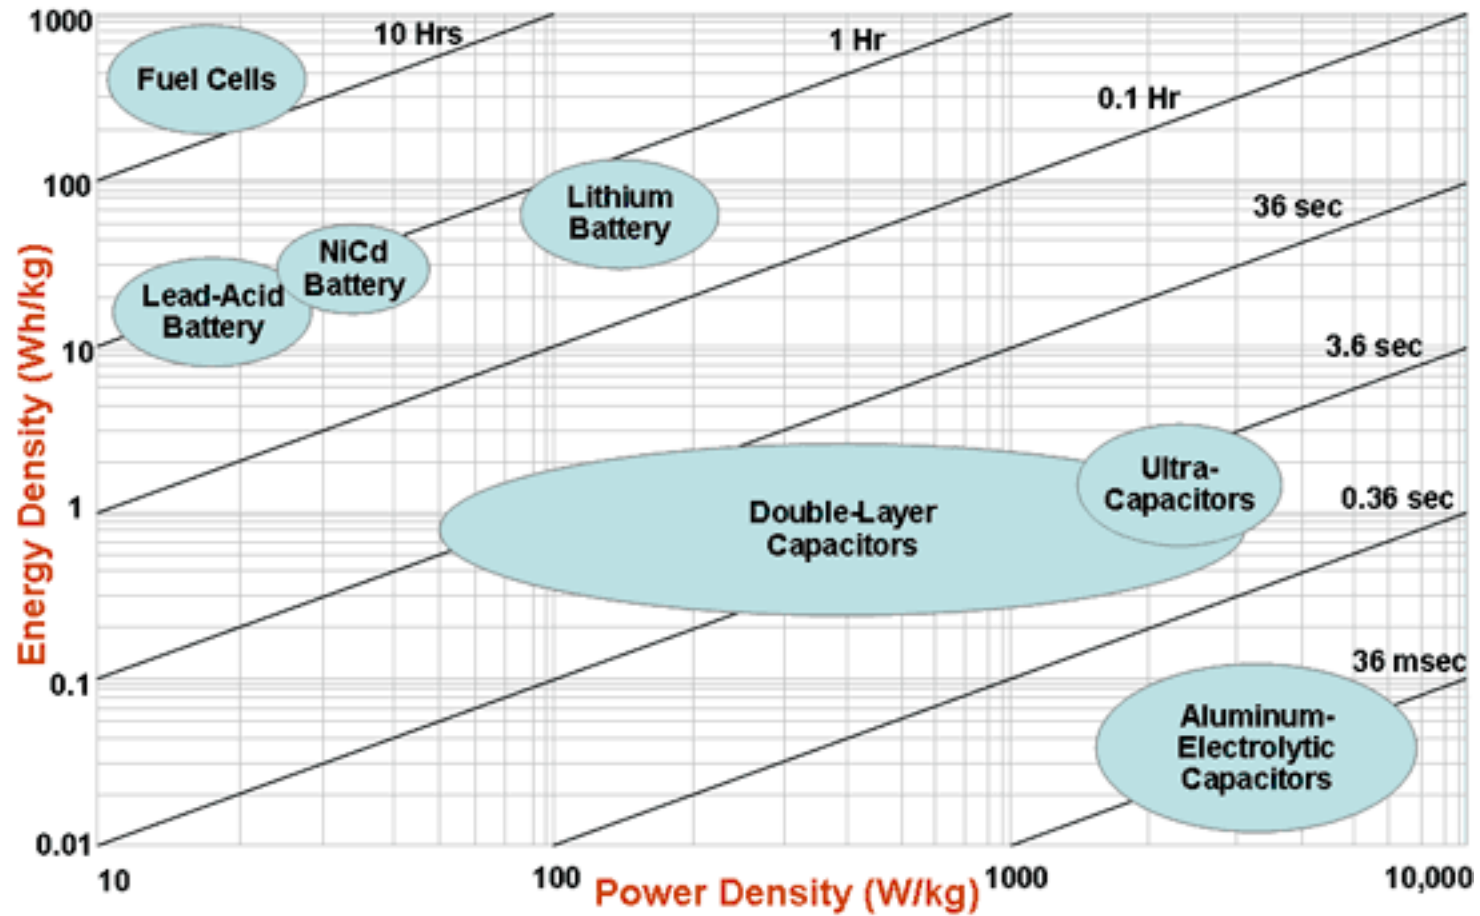 1000
10 Hrs
1 Hr
Fuel Cells
0.1 Hr
100
Lithium
Battery
36 sec
NiCd
Battery
Lead-Acid
Battery
10
3.6 sec
Ultra-
Capacitors
0.36 sec
1
Double-Layer
Capacitors
Energy Density (Wh/kg)
36 msec
0.1
Aluminum-
Electrolytic
Capacitors
0.01
10
100
1000
10,000
Power Density (W/kg)